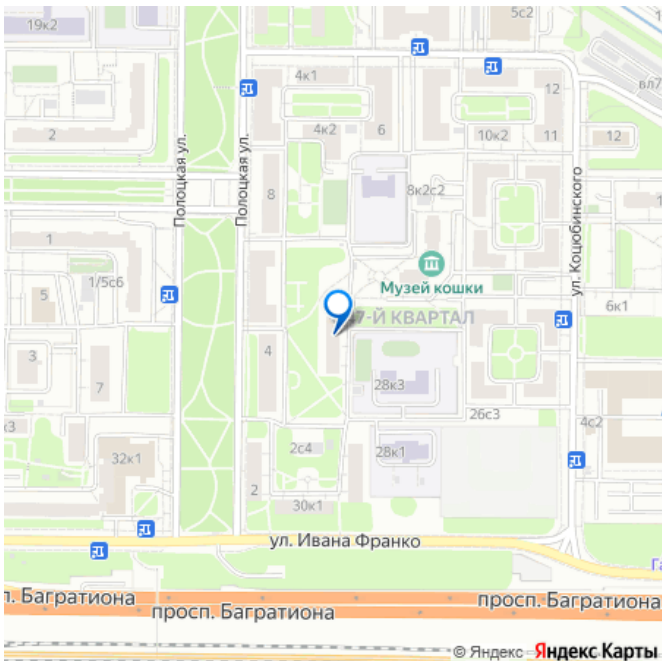 19к2
5с2
4к1
вл7
12
2
Полоцкая ул.
Полоцкая ул.
4к2
6
10к2
11
12
8
8к2с2
ул. Коцюбинского
1
Музей кошки
1/5с6
5
6к1
7-Й КВАРТАЛ
3
4
7
28к3
26с3
к3
4с2
32к1
2с4
28к1
2
30к1
ул. Ивана Франко
Га
п. Багратиона
просп. Багратиона
просп. Багратиона
© Яндекс Яндекс Карты